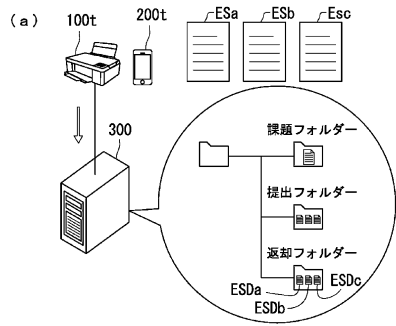 (a)
100t
200t
ESa
ESb
Esc
300
課題フォルダー
提出フォルダー
返却フォルダー
ESDa
ESDb
ESDc